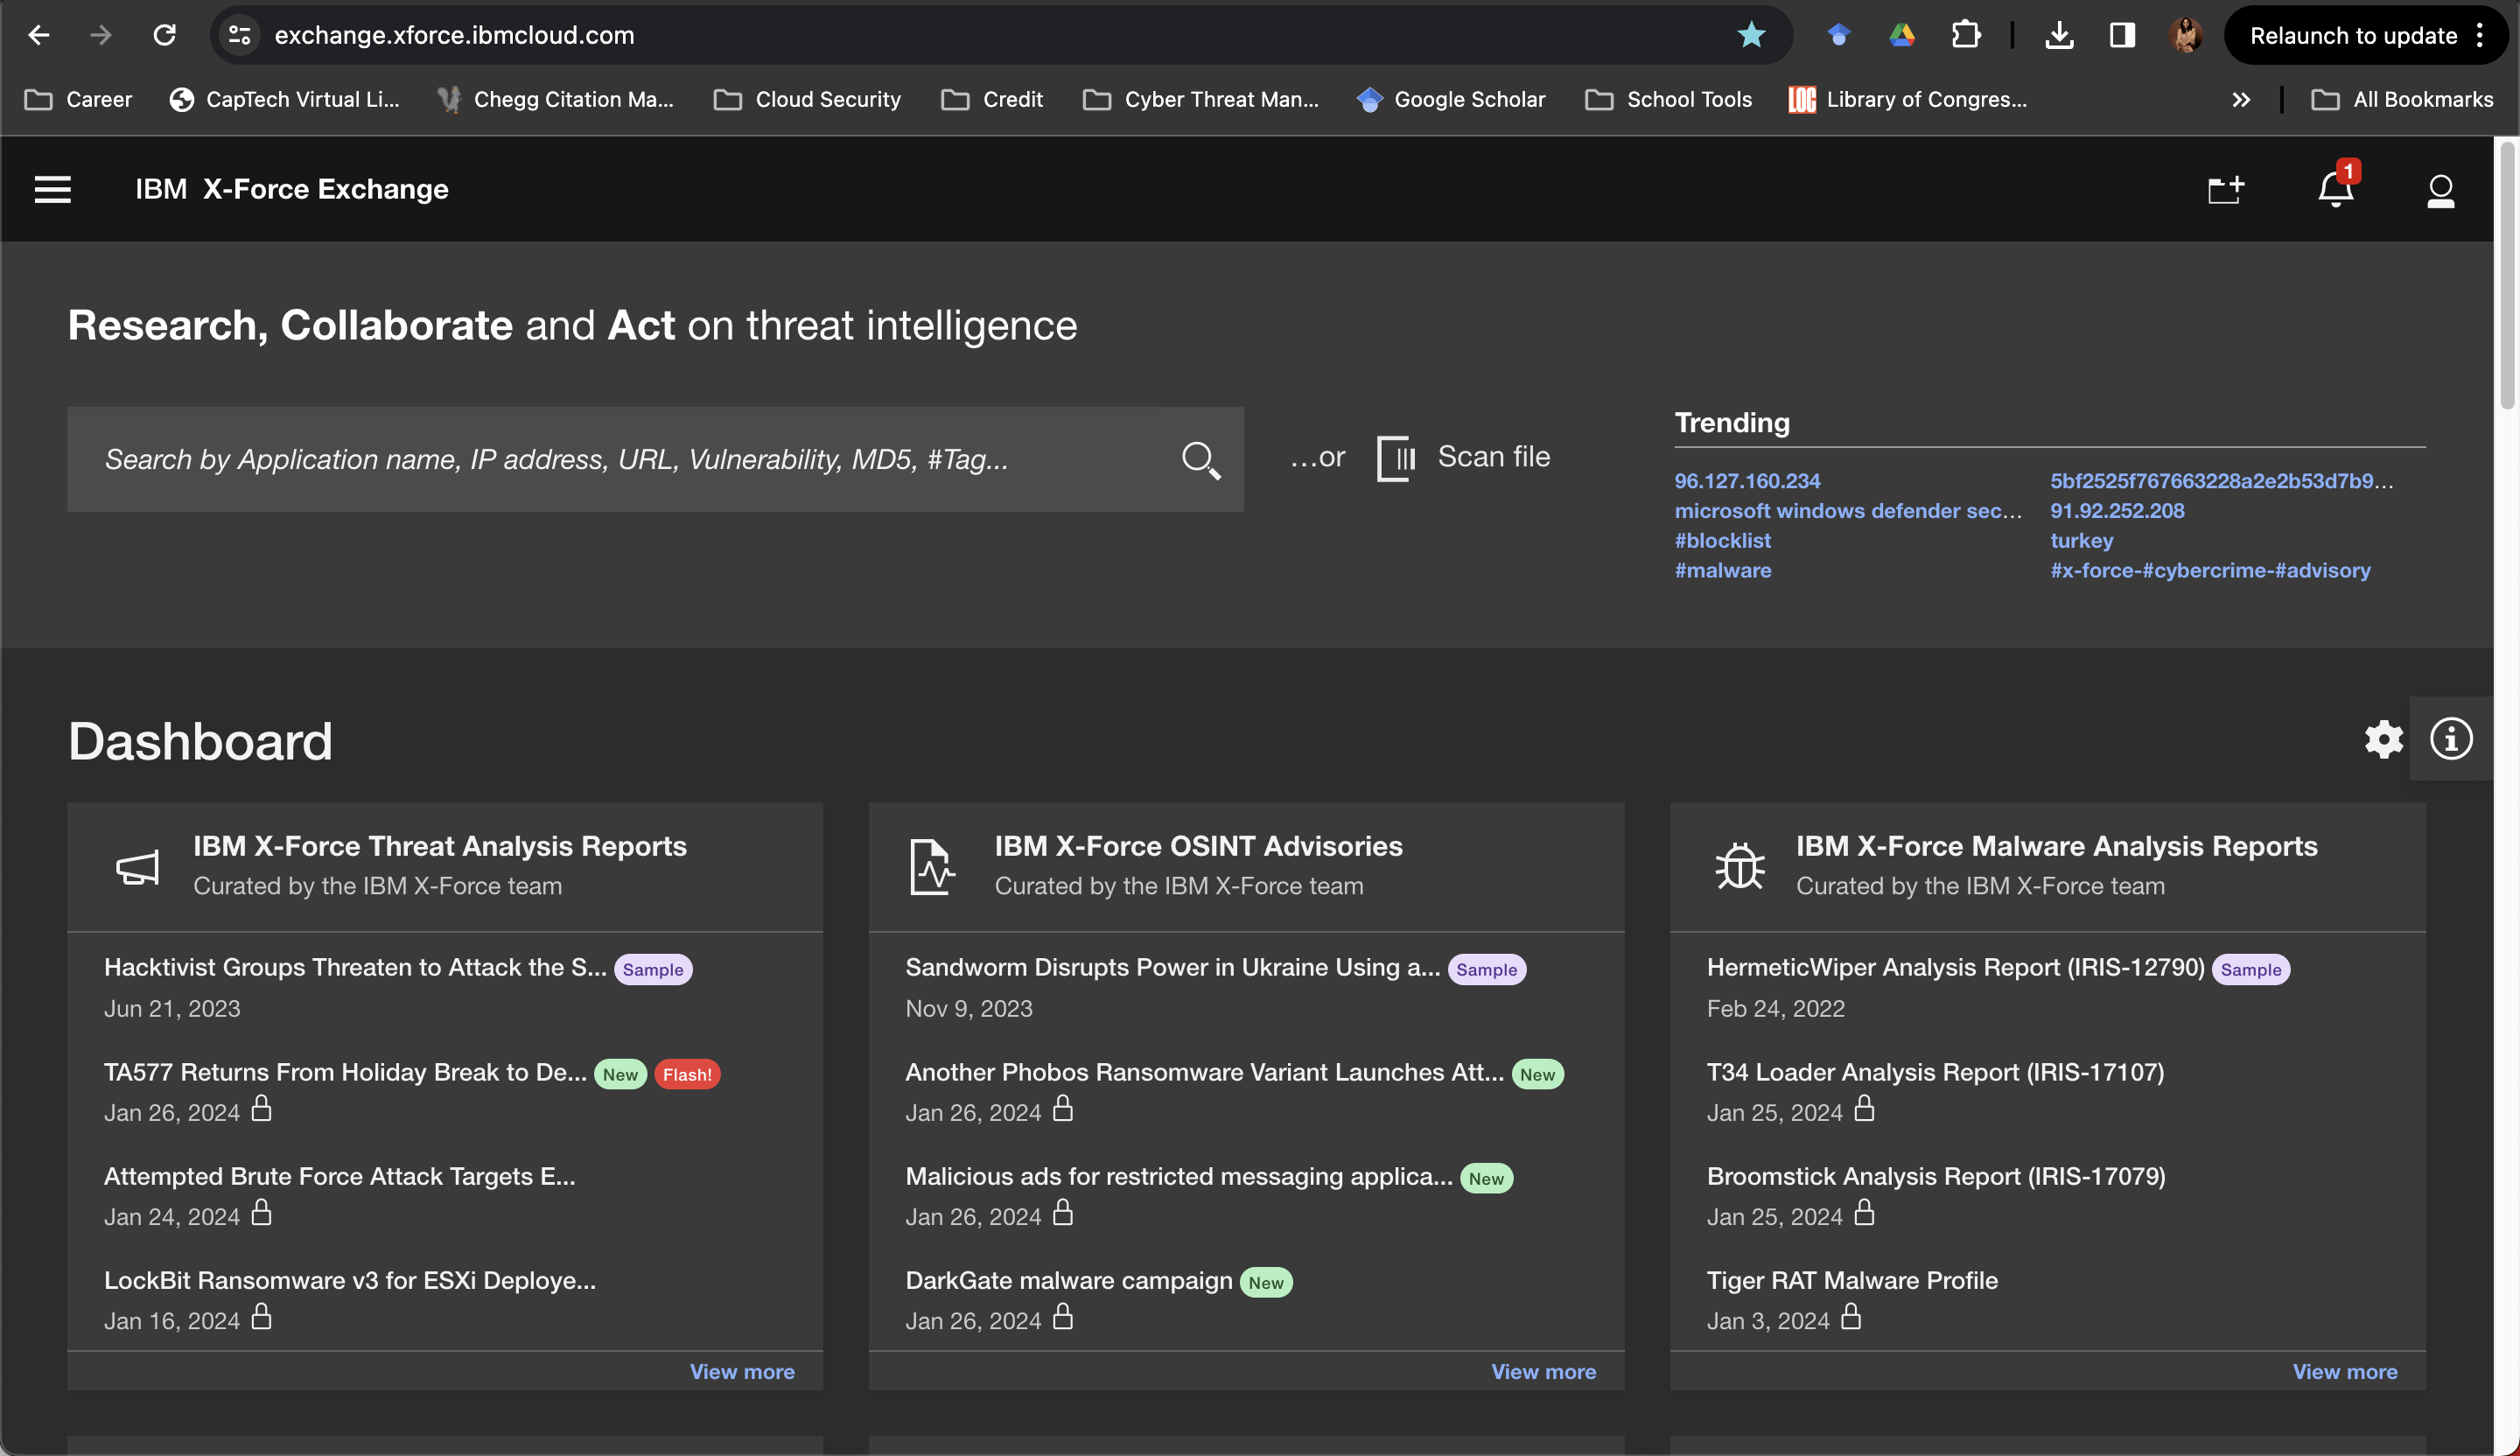 exchange.xforce.ibmcloud.com
Relaunch to update
Career
CapTech Virtual Li...
Chegg Citation Ma...
Cloud Security
Credit
Cyber Threat Man...
Google Scholar
School Tools
LOC
Library of Congres...
All Bookmarks
IBM X-Force Exchange
1
Research, Collaborate and Act on threat intelligence
Search by Application name, IP address, URL, Vulnerability, MD5, #Tag...
...or
Scan file
Trending
96.127.160.234
5bf2525f767663228a2e2b53d7b9...
microsoft windows defender sec...
91.92.252.208
#blocklist
turkey
#malware
#x-force-#cybercrime-#advisory
Dashboard
IBM X-Force Threat Analysis Reports
Curated by the IBM X-Force team
Hacktivist Groups Threaten to Attack the S... Sample
Jun 21, 2023
TA577 Returns From Holiday Break to De... New Flash!
Jan 26, 2024
Attempted Brute Force Attack Targets E...
Jan 24, 2024
LockBit Ransomware v3 for ESXi Deploye...
Jan 16, 2024
View more
IBM X-Force OSINT Advisories
Curated by the IBM X-Force team
Sandworm Disrupts Power in Ukraine Using a... Sample
Nov 9, 2023
Another Phobos Ransomware Variant Launches Att... New
Jan 26, 2024
Malicious ads for restricted messaging applica... New
Jan 26, 2024
DarkGate malware campaign New
Jan 26, 2024
View more
IBM X-Force Malware Analysis Reports
Curated by the IBM X-Force team
HermeticWiper Analysis Report (IRIS-12790) Sample
Feb 24, 2022
T34 Loader Analysis Report (IRIS-17107)
Jan 25, 2024
Broomstick Analysis Report (IRIS-17079)
Jan 25, 2024
Tiger RAT Malware Profile
Jan 3, 2024
View more